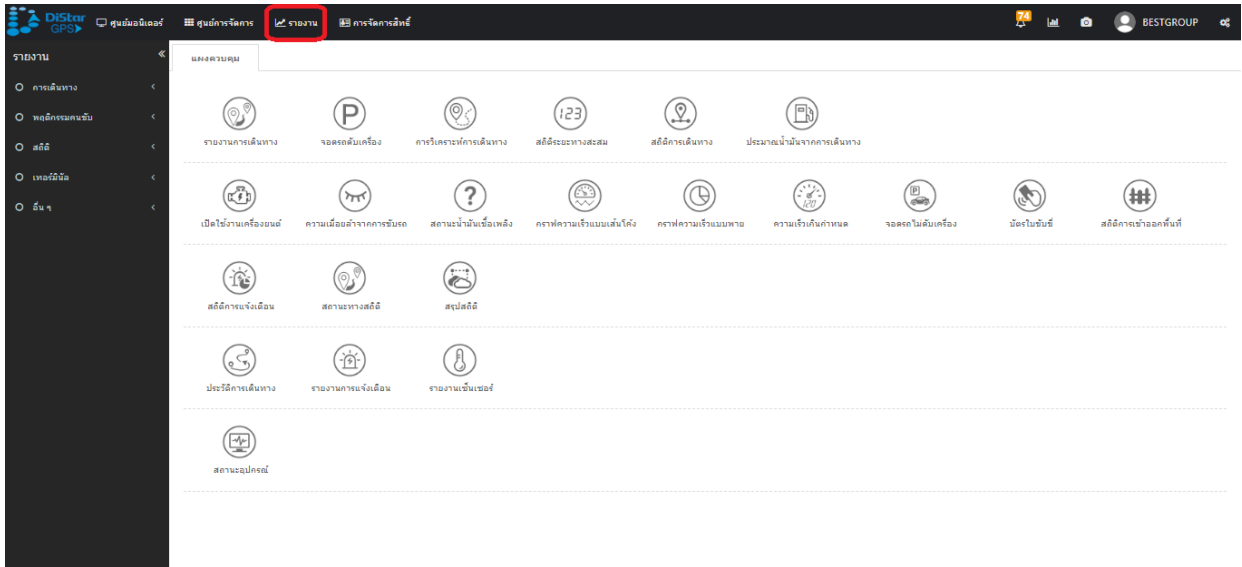 DiStar GPS ศูนย์มอนิเตอร์ ศูนย์การจัดการ รายงาน การจัดการสิทธิ์ 74 BESTGROUP
รายงาน
แผงควบคุม
การเดินทาง
พฤติกรรมคนขับ
สถิติ
เทอร์มินัล
อื่น ๆ
รายงานการเดินทาง จอดรถดับเครื่อง การวิเคราะห์การเดินทาง 123 สถิติระยะทางสะสม สถิติการเดินทาง ประมาณน้ำมันจากการเดินทาง
เปิดใช้งานเครื่องยนต์ ความเมื่อยล้าจากการขับรถ สถานะน้ำมันเชื้อเพลิง กราฟความเร็วแบบเส้นโค้ง กราฟความเร็วแบบพาย 120 ความเร็วเกินกำหนด จอดรถไม่ดับเครื่อง บัตรใบขับขี่ สถิติการเข้าออกพื้นที่
สถิติการแจ้งเตือน สถานะทางสถิติ สรุปสถิติ
ประวัติการเดินทาง รายงานการแจ้งเตือน รายงานเซ็นเซอร์
สถานะอุปกรณ์